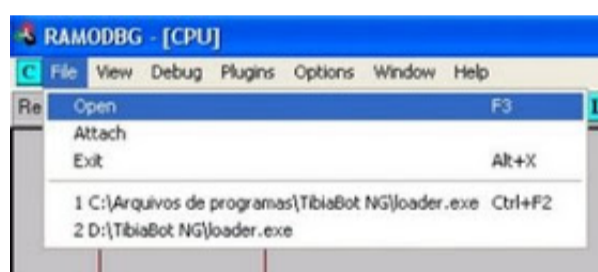 RAMODBG - [CPU]
C File View Debug Plugins Options Window Help
Re
Open F3
Attach
Exit Alt+X
1 C:\Arquivos de programas\TibiaBot NG\loader.exe Ctrl+F2
2 D:\TibiaBot NG\loader.exe